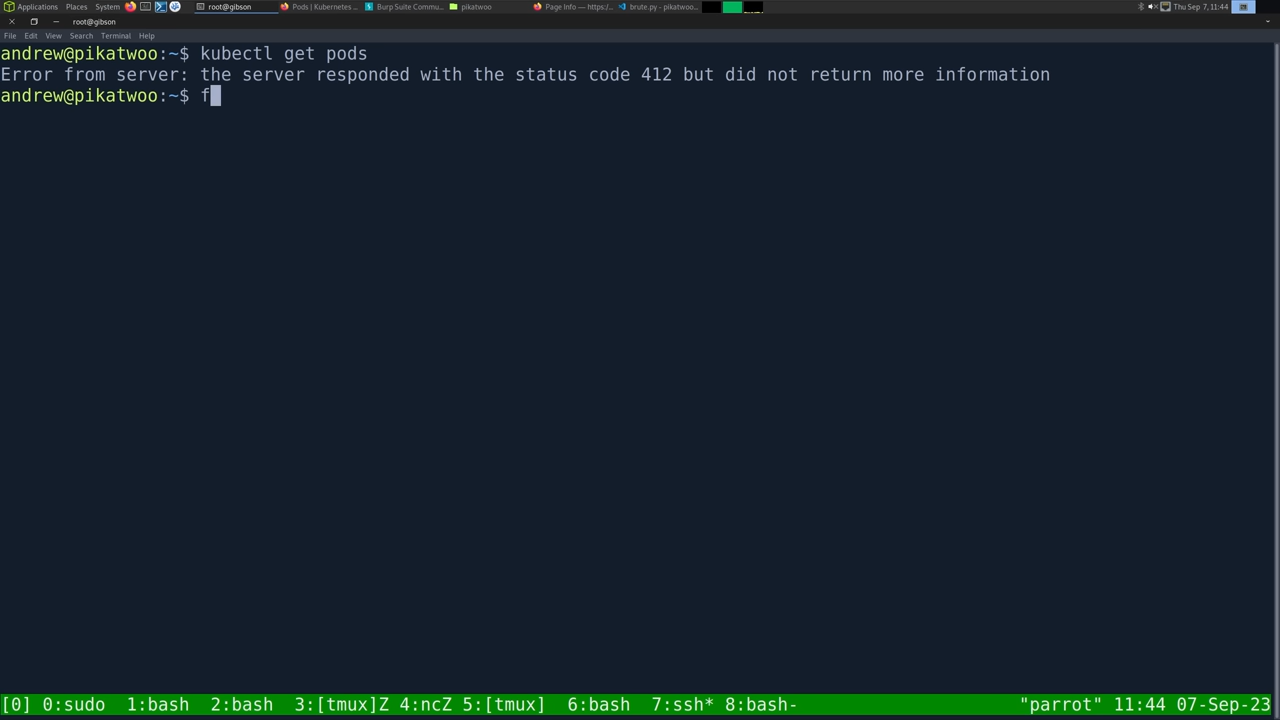 Applications Places System root@gibson Pods | Kubernetes ... Burp Suite Commu... pikatwoo Page Info — https:/... brute.py - pikatwoo... Thu Sep 7, 11:44
root@gibson
File Edit View Search Terminal Help
andrew@pikatwoo:~$ kubectl get pods
Error from server: the server responded with the status code 412 but did not return more information
andrew@pikatwoo:~$ f
[0] 0:sudo 1:bash 2:bash 3:[tmux]Z 4:ncZ 5:[tmux] 6:bash 7:ssh* 8:bash- "parrot" 11:44 07-Sep-23